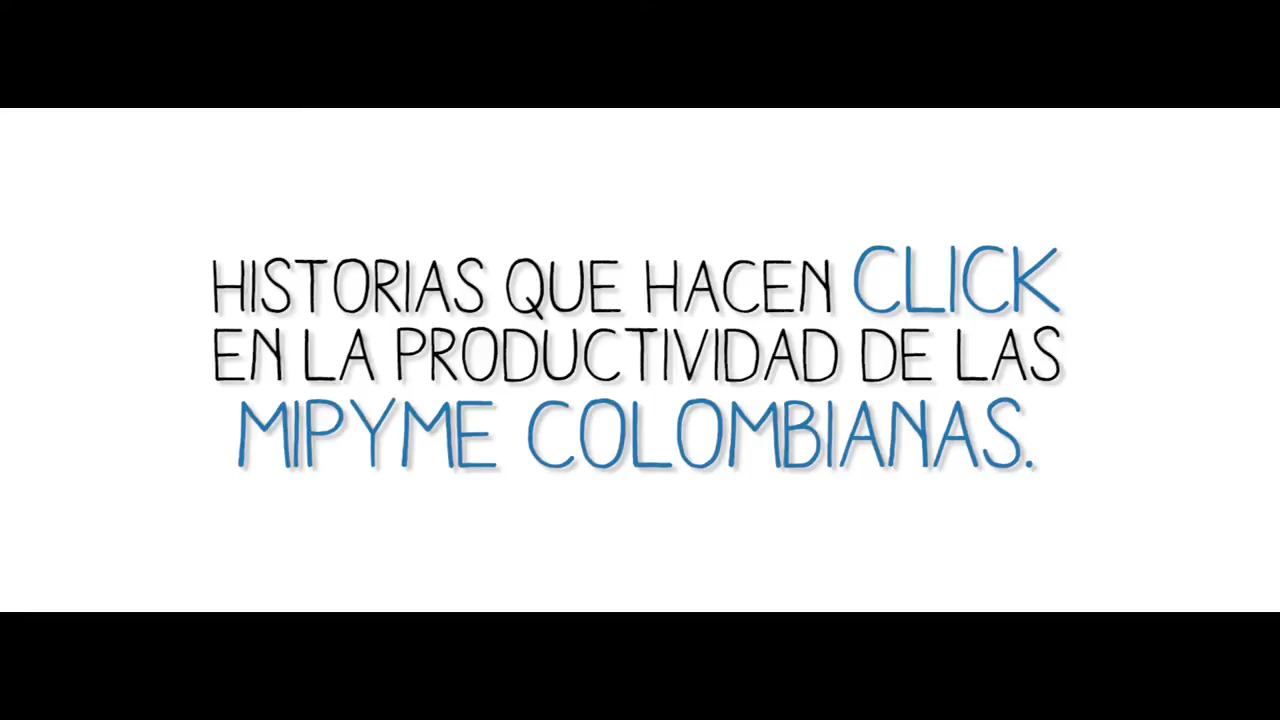 HISTORIAS QUE HACEN CLICK
EN LA PRODUCTIVIDAD DE LAS
MIPYME COLOMBIANAS.